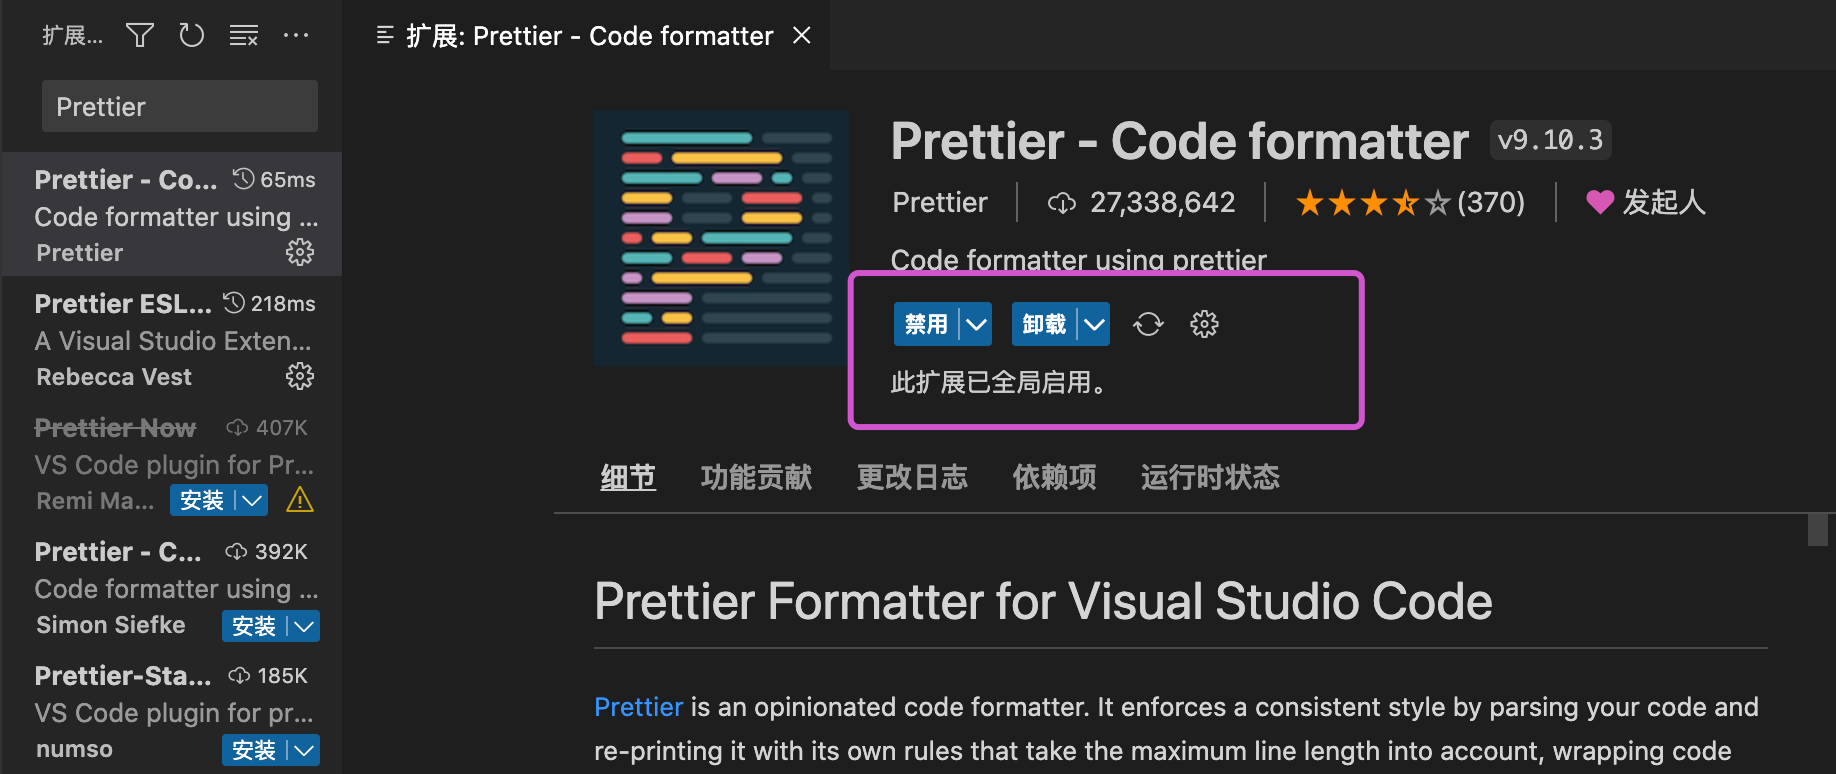 扩展...
Prettier
Prettier - Co... 65ms
Code formatter using ...
Prettier
Prettier ESL... 218ms
A Visual Studio Exten...
Rebecca Vest
Prettier Now 407K
VS Code plugin for Pr...
Remi Ma... 安装
Prettier - C... 392K
Code formatter using ...
Simon Siefke 安装
Prettier-Sta... 185K
VS Code plugin for pr...
numso 安装
扩展: Prettier - Code formatter
Prettier - Code formatter v9.10.3
Prettier 27,338,642 (370) 发起人
Code formatter using prettier
禁用 卸载
此扩展已全局启用。
细节 功能贡献 更改日志 依赖项 运行时状态
Prettier Formatter for Visual Studio Code
Prettier is an opinionated code formatter. It enforces a consistent style by parsing your code and
re-printing it with its own rules that take the maximum line length into account, wrapping code